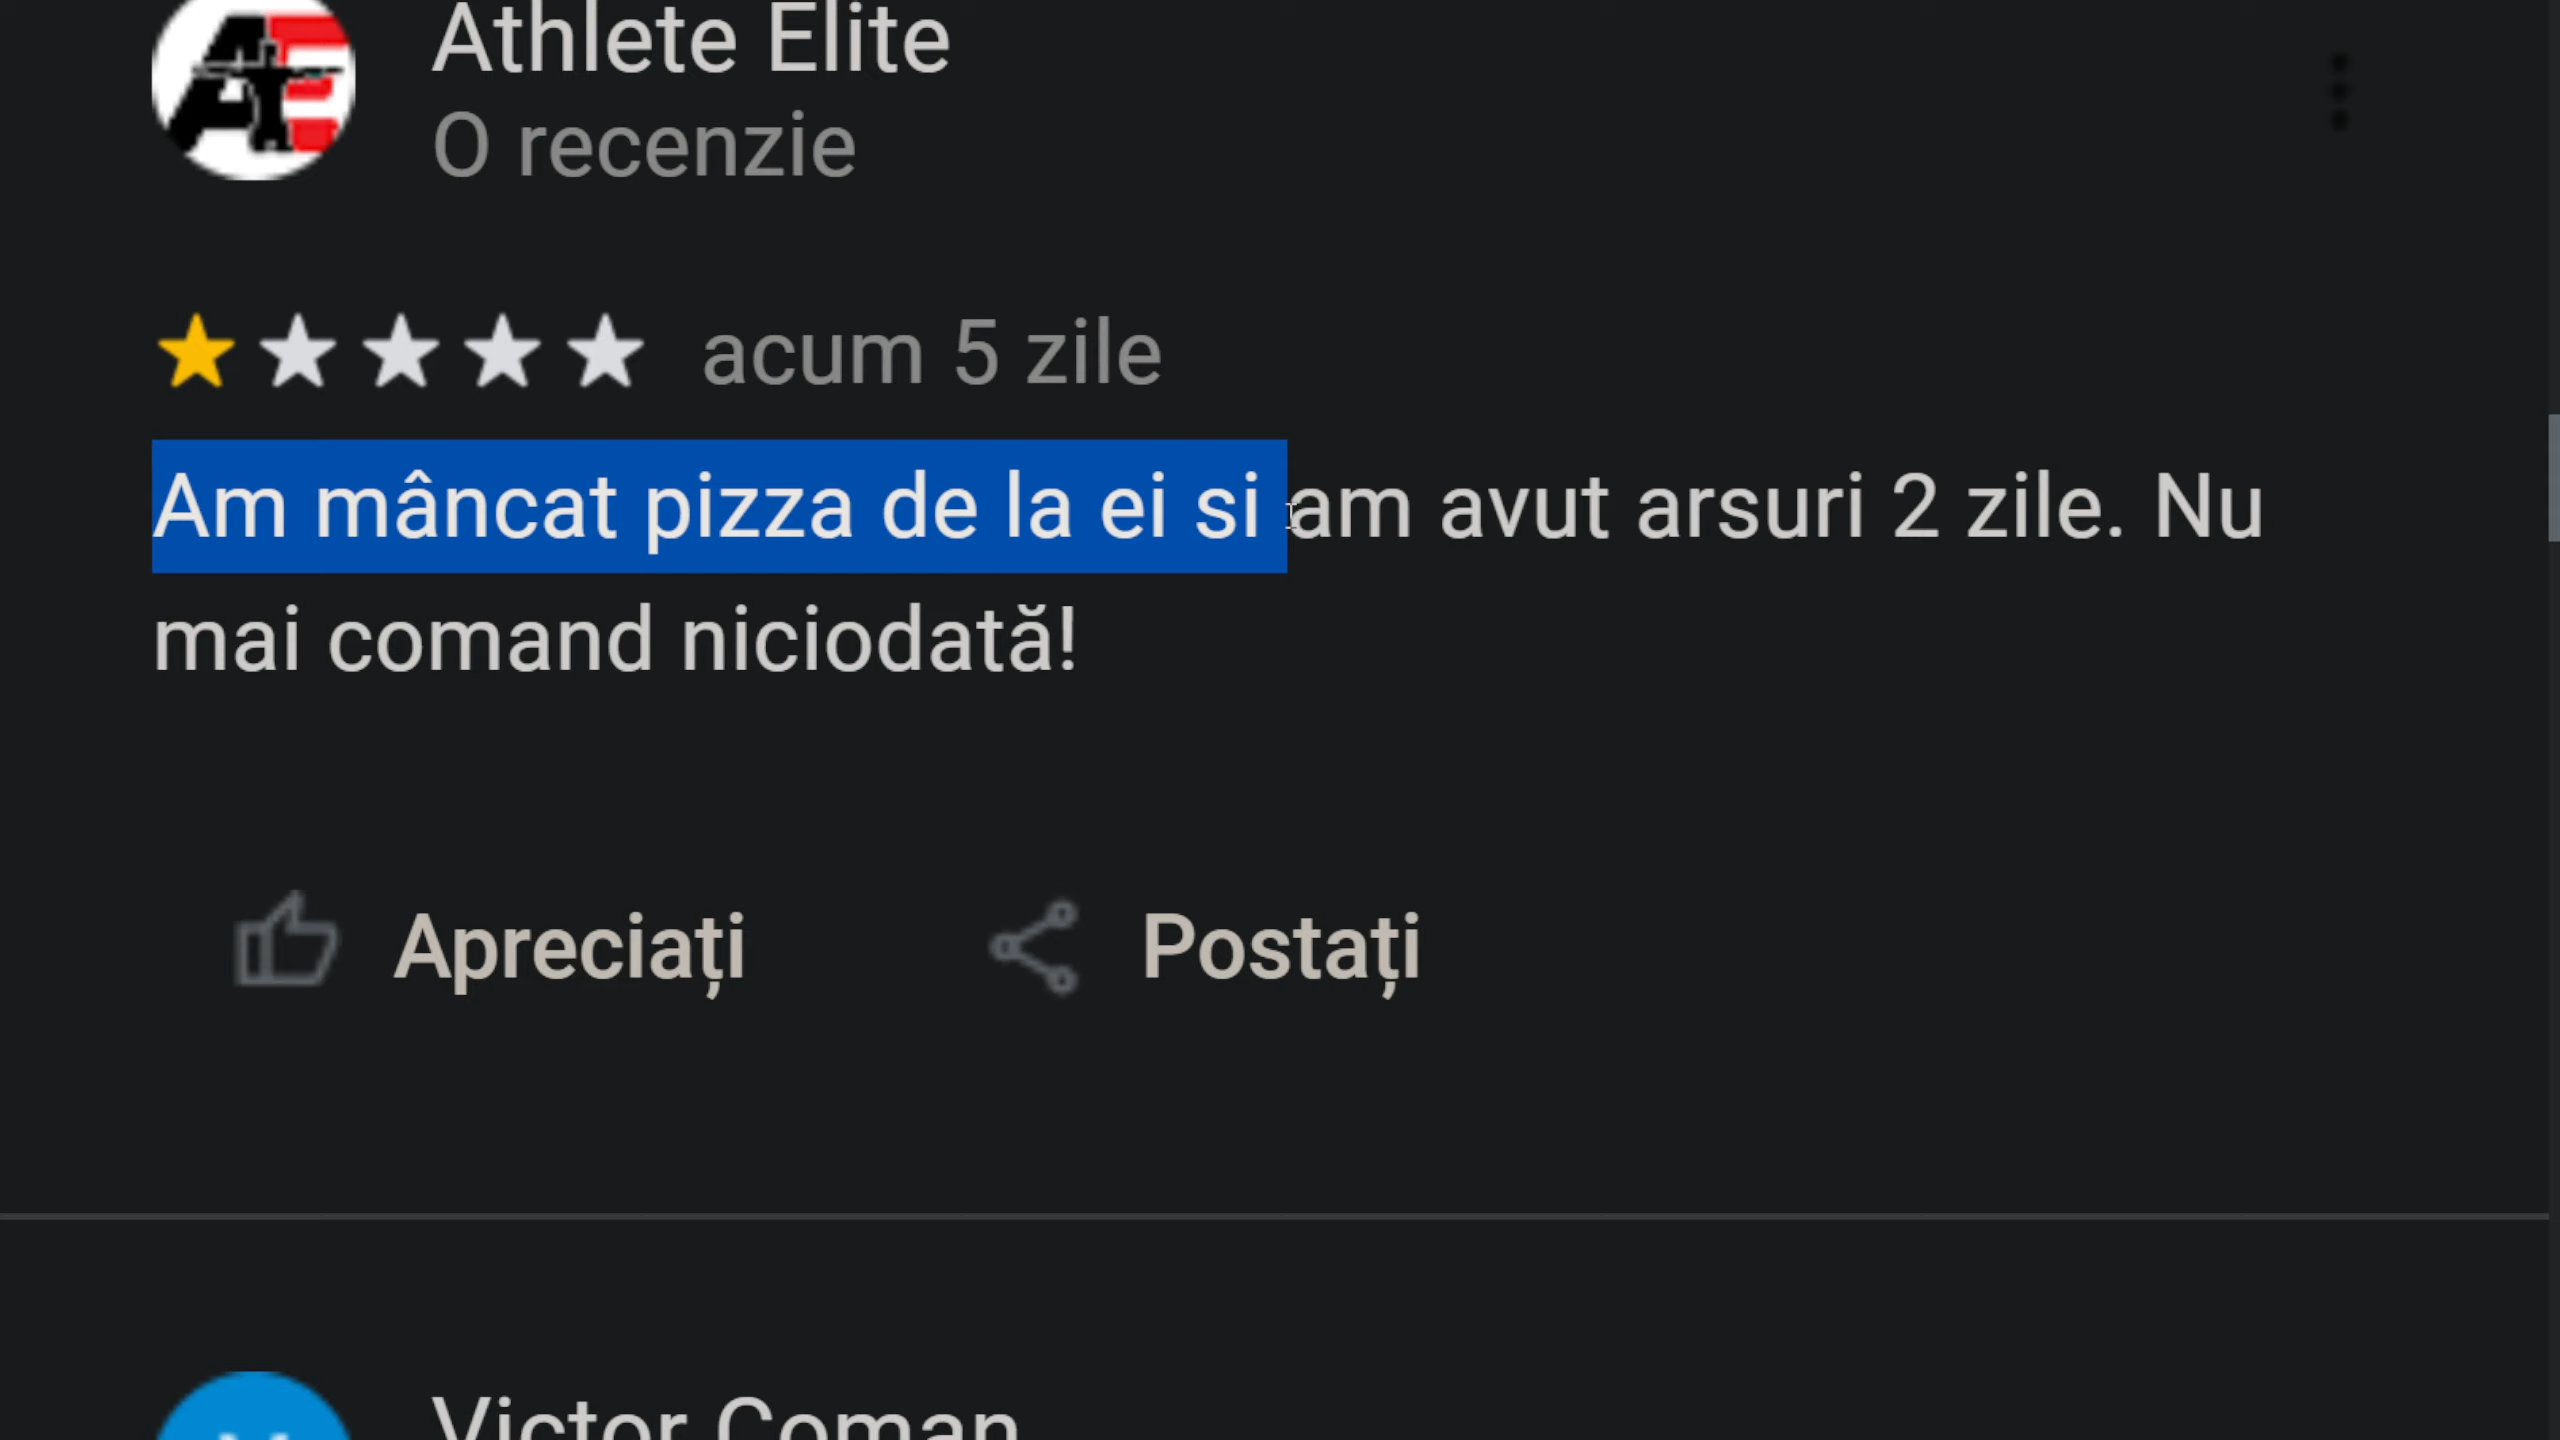 Athlete Elite
O recenzie
acum 5 zile
Am mâncat pizza de la ei si am avut arsuri 2 zile. Nu
mai comand niciodată!
Apreciați
Postați
Victor Coman